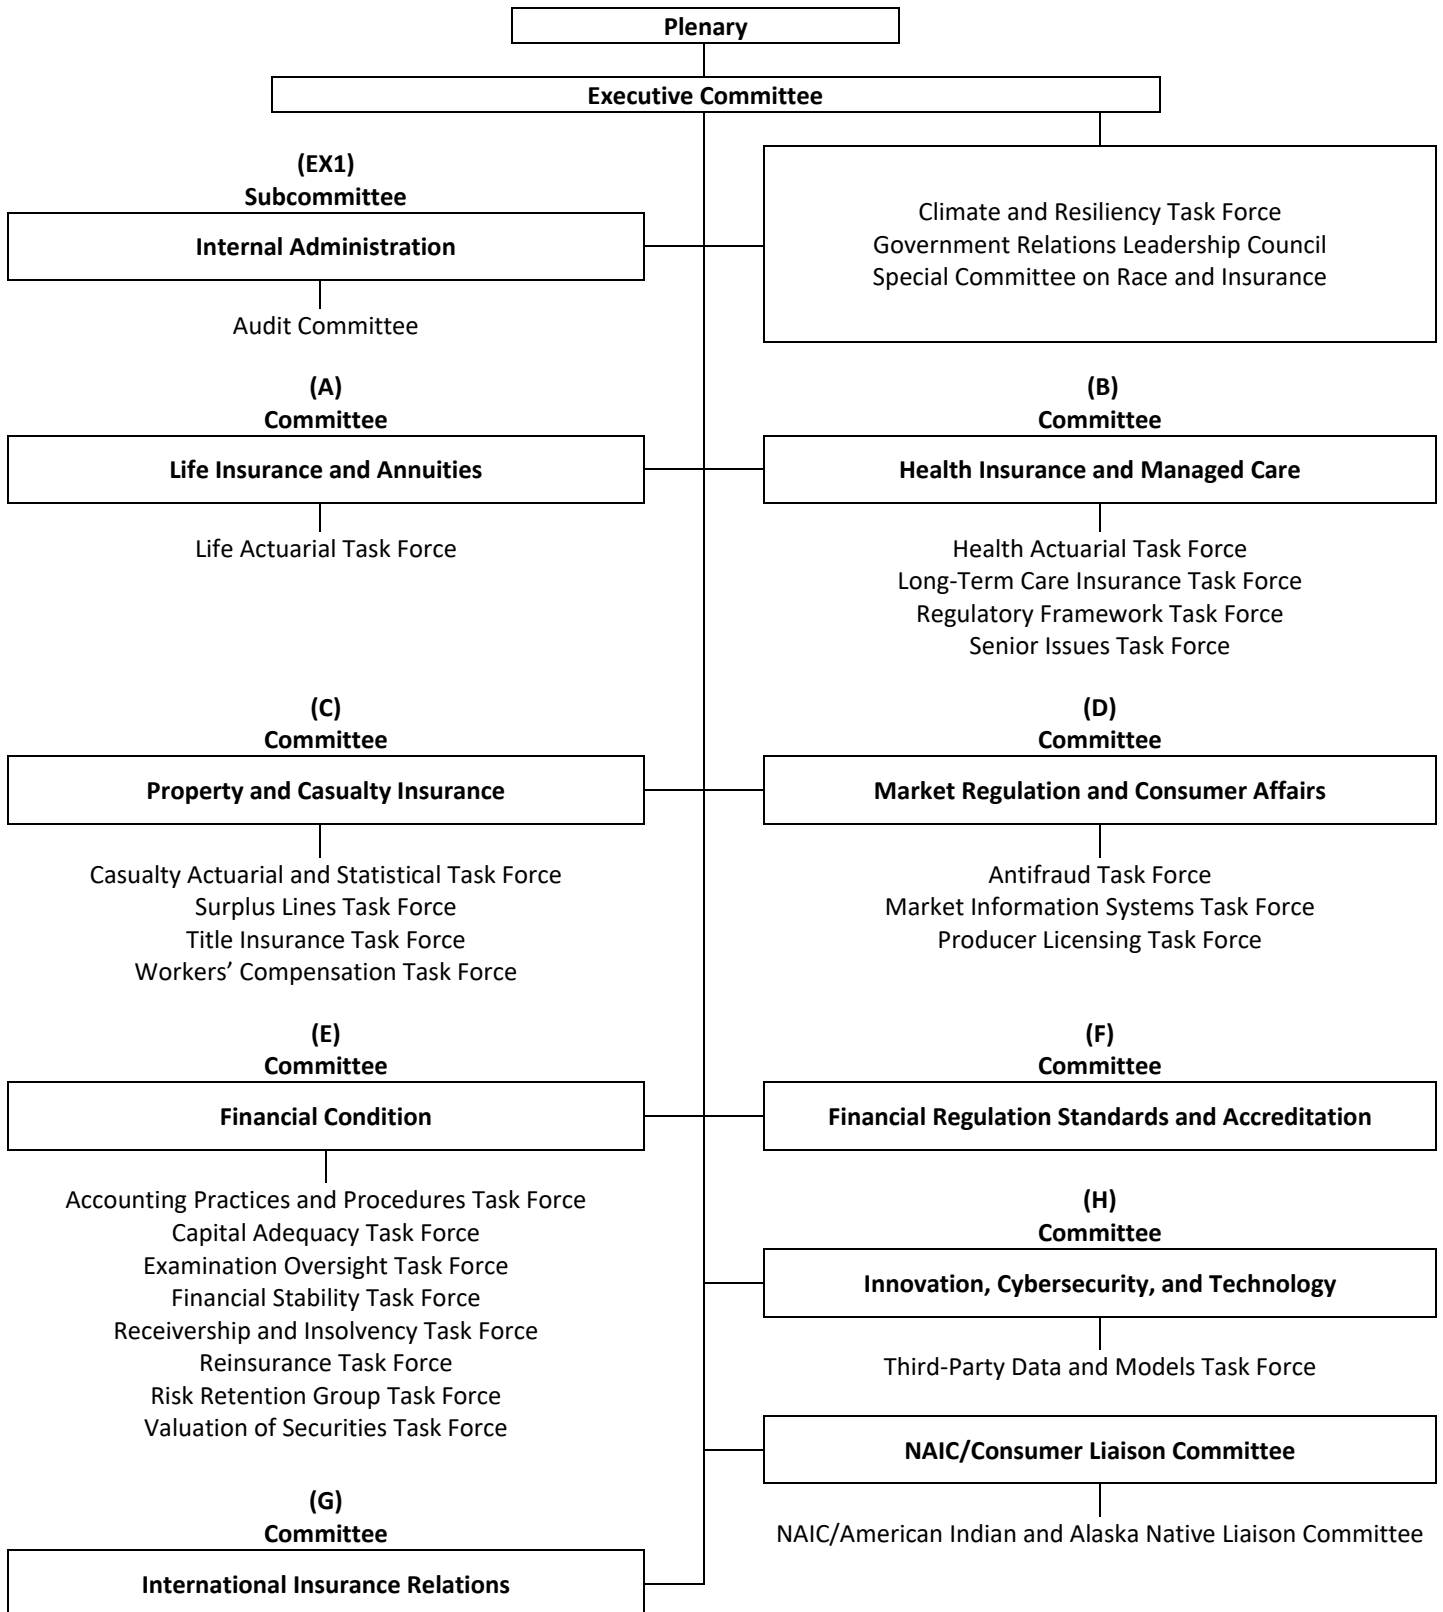 Plenary
Executive Committee
(EX1)
Subcommittee
Internal Administration
Audit Committee
Climate and Resiliency Task Force
Government Relations Leadership Council
Special Committee on Race and Insurance
(A)
Committee
Life Insurance and Annuities
Life Actuarial Task Force
(B)
Committee
Health Insurance and Managed Care
Health Actuarial Task Force
Long-Term Care Insurance Task Force
Regulatory Framework Task Force
Senior Issues Task Force
(C)
Committee
Property and Casualty Insurance
Casualty Actuarial and Statistical Task Force
Surplus Lines Task Force
Title Insurance Task Force
Workers’ Compensation Task Force
(D)
Committee
Market Regulation and Consumer Affairs
Antifraud Task Force
Market Information Systems Task Force
Producer Licensing Task Force
(E)
Committee
Financial Condition
Accounting Practices and Procedures Task Force
Capital Adequacy Task Force
Examination Oversight Task Force
Financial Stability Task Force
Receivership and Insolvency Task Force
Reinsurance Task Force
Risk Retention Group Task Force
Valuation of Securities Task Force
(F)
Committee
Financial Regulation Standards and Accreditation
(H)
Committee
Innovation, Cybersecurity, and Technology
Third-Party Data and Models Task Force
NAIC/Consumer Liaison Committee
NAIC/American Indian and Alaska Native Liaison Committee
(G)
Committee
International Insurance Relations